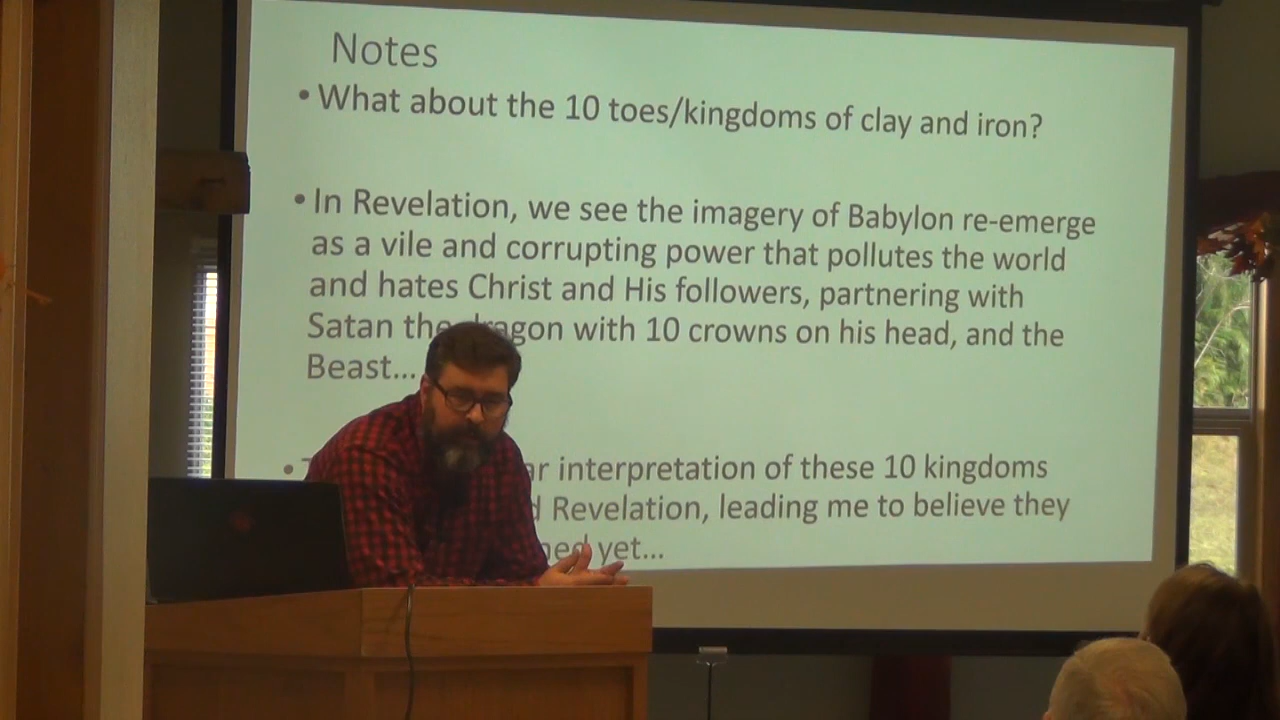 Notes
• What about the 10 toes/kingdoms of clay and iron?
• In Revelation, we see the imagery of Babylon re-emerge
as a vile and corrupting power that pollutes the world
and hates Christ and His followers, partnering with
Satan the dragon with 10 crowns on his head, and the
Beast...
• interpretation of these 10 kingdoms
Revelation, leading me to believe they
yet...